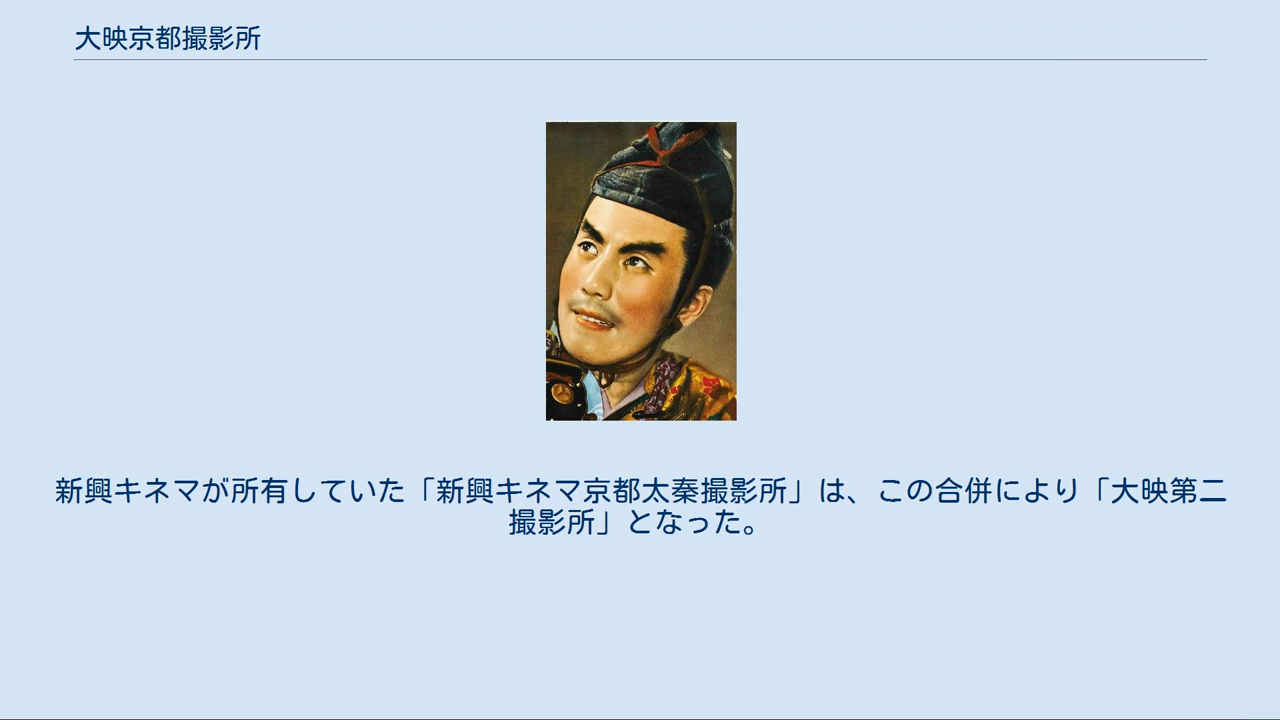 大映京都撮影所
新興キネマが所有していた「新興キネマ京都太秦撮影所」は、この合併により「大映第二
撮影所」となった。